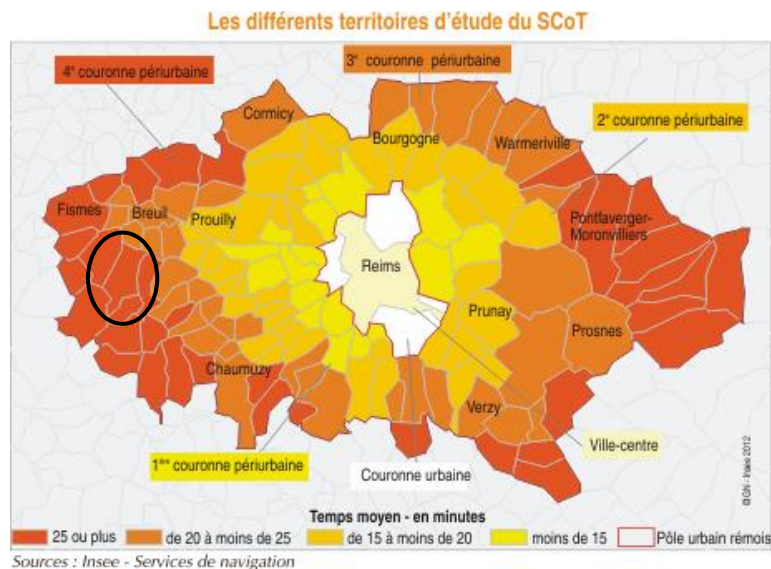 Les différents territoires d'étude du SCoT
3e couronne périurbaine
4e couronne périurbaine
Cormicy
2e couronne périurbaine
Bourgogne
Warmeriville
Fismes
Breuil
Prouilly
Pontfaverger-
Moronvilliers
Reims
Prunay
Prosnes
Chaumuzy
Verzy
Ville-centre
1ère couronne périurbaine
Couronne urbaine
©IGN - Insee 2012
Temps moyen - en minutes
25 ou plus
de 20 à moins de 25
de 15 à moins de 20
moins de 15
Pôle urbain rémois
Sources : Insee - Services de navigation